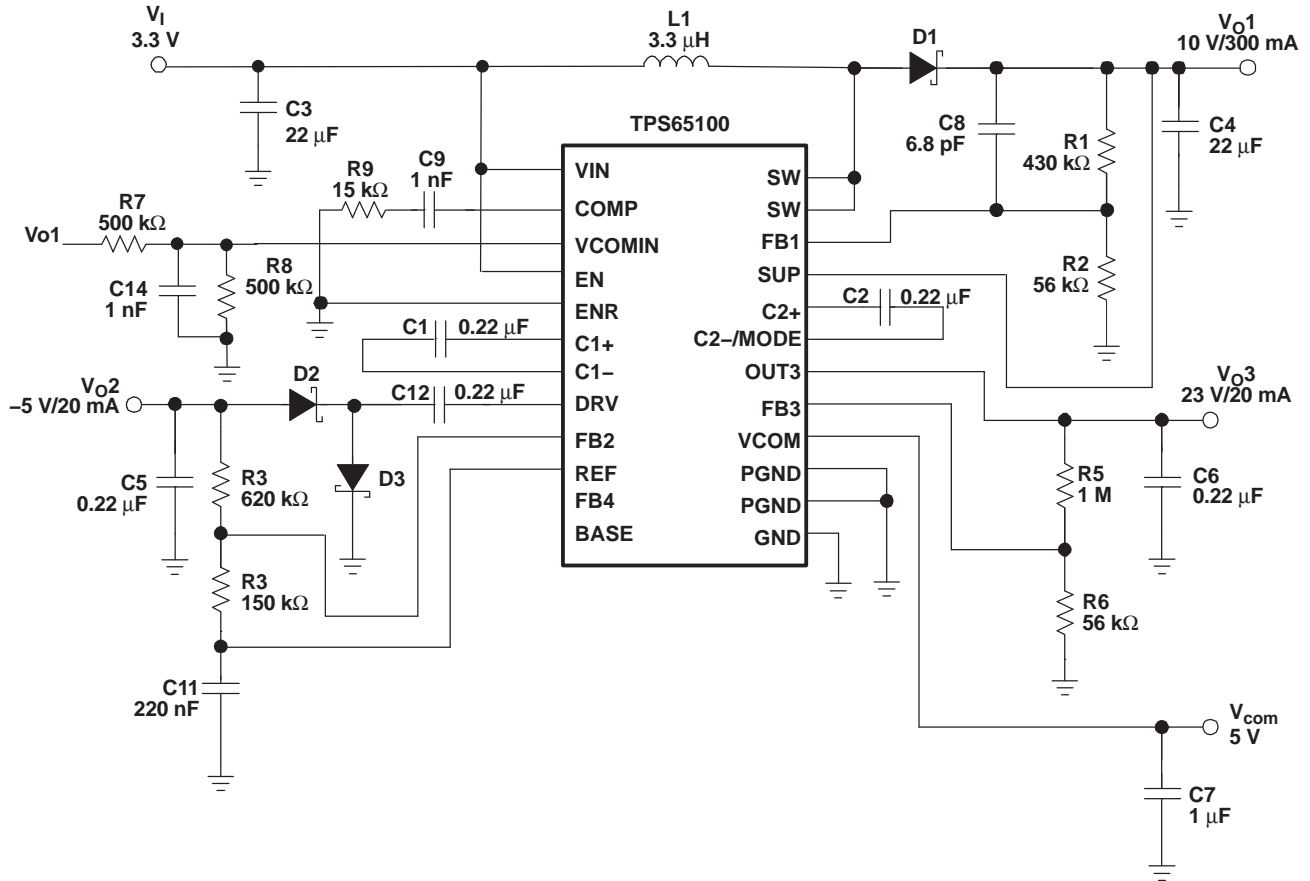 VI
3.3 V
L1
3.3 μH
D1
VO1
10 V/300 mA
C3
22 μF
TPS65100
C8
6.8 pF
R1
430 kΩ
C4
22 μF
R9
15 kΩ
C9
1 nF
R7
500 kΩ
Vo1
C14
1 nF
R8
500 kΩ
VIN
COMP
VCOMIN
EN
ENR
C1+
C1–
DRV
FB2
REF
FB4
BASE
SW
SW
FB1
SUP
C2+
C2–/MODE
OUT3
FB3
VCOM
PGND
PGND
GND
R2
56 kΩ
C2
0.22 μF
C1
0.22 μF
D2
C12
0.22 μF
VO2
–5 V/20 mA
VO3
23 V/20 mA
C5
0.22 μF
R3
620 kΩ
D3
R5
1 M
C6
0.22 μF
R3
150 kΩ
R6
56 kΩ
C11
220 nF
Vcom
5 V
C7
1 μF